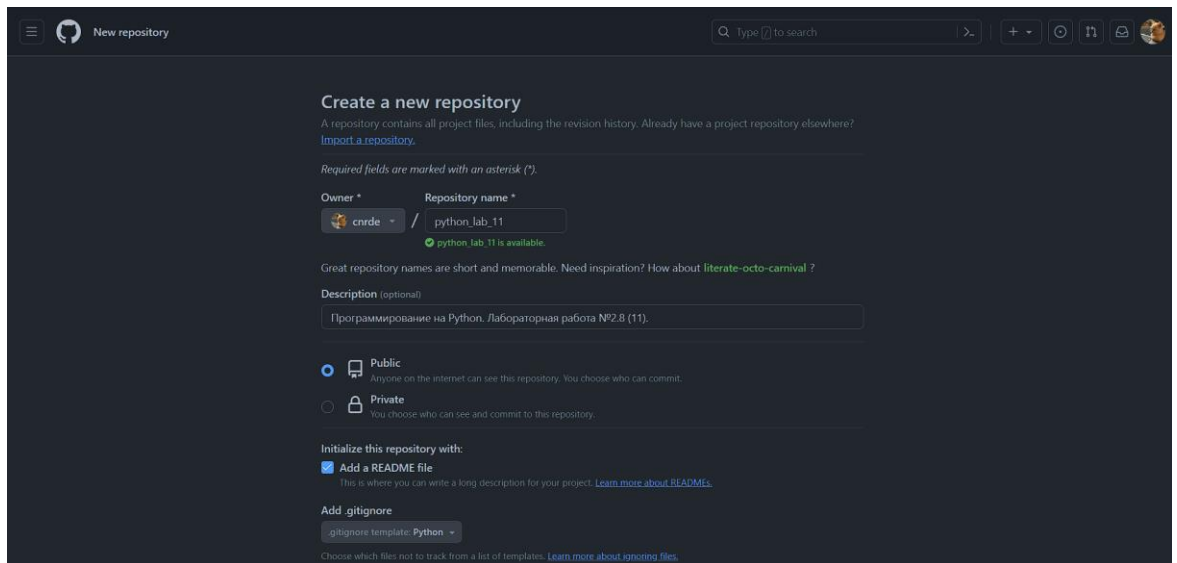 New repository
Type / to search
Create a new repository
A repository contains all project files, including the revision history. Already have a project repository elsewhere?
Import a repository.
Required fields are marked with an asterisk (*).
Owner * Repository name *
cnrde / python_lab_11
python_lab_11 is available.
Great repository names are short and memorable. Need inspiration? How about literate-octo-carnival ?
Description (optional)
Программирование на Python. Лабораторная работа №2.8 (11).
Public
Anyone on the internet can see this repository. You choose who can commit.
Private
You choose who can see and commit to this repository.
Initialize this repository with:
Add a README file
This is where you can write a long description for your project. Learn more about READMEs.
Add .gitignore
.gitignore template: Python
Choose which files not to track from a list of templates. Learn more about ignoring files.